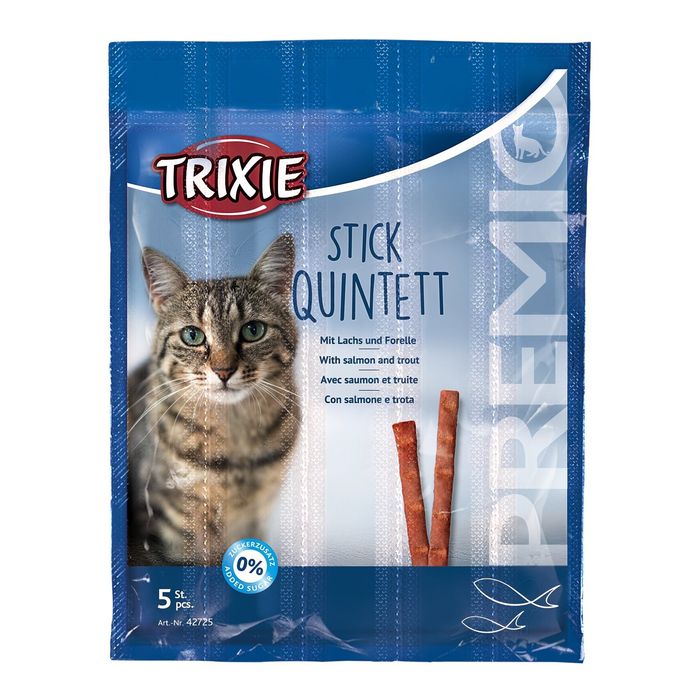 TRIXIE
PREMIO
STICK
QUINTETT
Mit Lachs und Forelle
With salmon and trout
Avec saumon et truite
Con salmone e trota
ZUCKERZUSATZ
0%
ADDED SUGAR
5 St.
pcs.
Art.-Nr. 42725